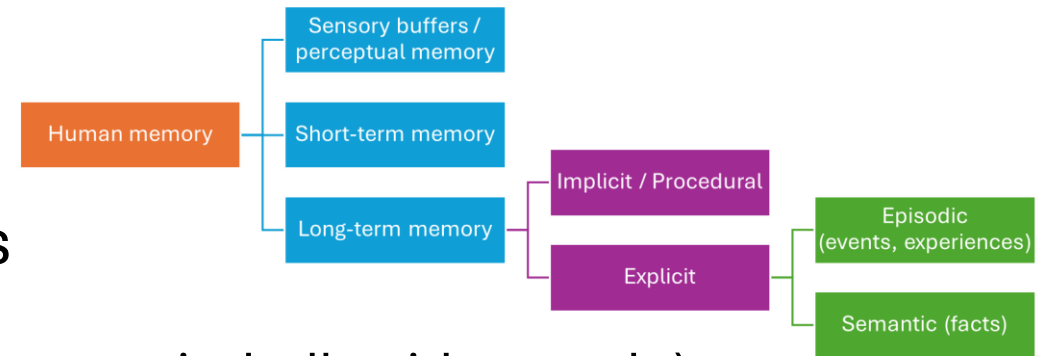 Sensory buffers /
perceptual memory
Human memory
Short-term memory
Implicit / Procedural
Long-term memory
Episodic
(events, experiences)
s
Explicit
Semantic (facts)